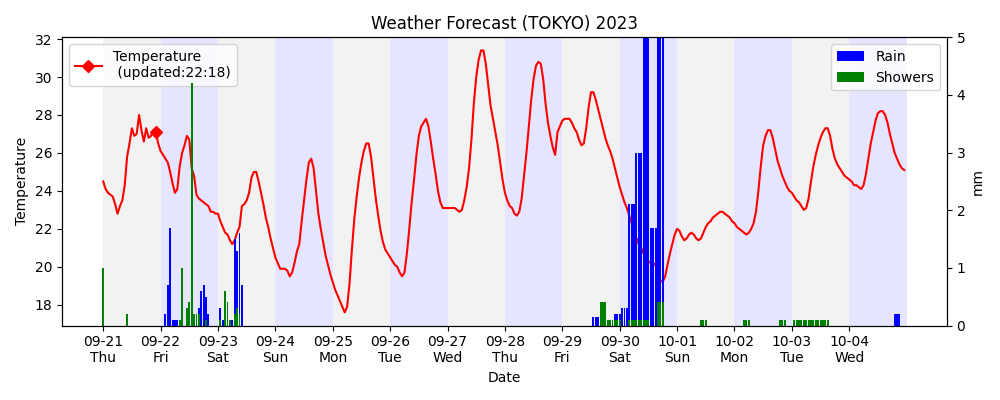 Weather Forecast (TOKYO) 2023
Temperature
(updated:22:18)
Rain
Showers
Temperature
32
30
28
26
24
22
20
18
5
4
3
2
1
0
mm
09-21 09-22 09-23 09-24 09-25 09-26 09-27 09-28 09-29 09-30 10-01 10-02 10-03 10-04
Thu Fri Sat Sun Mon Tue Wed Thu Fri Sat Sun Mon Tue Wed
Date